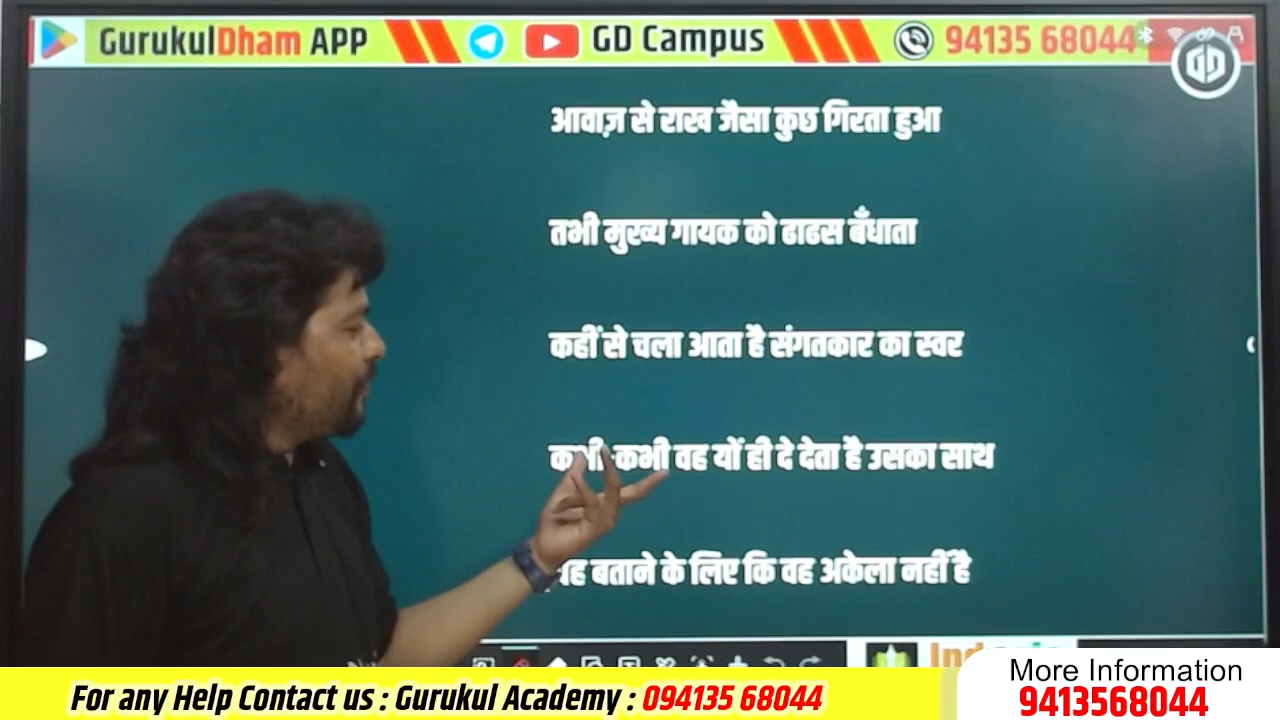 GurukulDham APP GD Campus 94135 68044
आवाज़ से राख जैसा कुछ गिरता हुआ
तभी मुख्य गायक को ढाढस बँधाता
कहीं से चला आता है संगतकार का स्वर
कभी-कभी वह यों ही दे देता है उसका साथ
यह बताने के लिए कि वह अकेला नहीं है
For any Help Contact us : Gurukul Academy : 094135 68044
More Information
9413568044